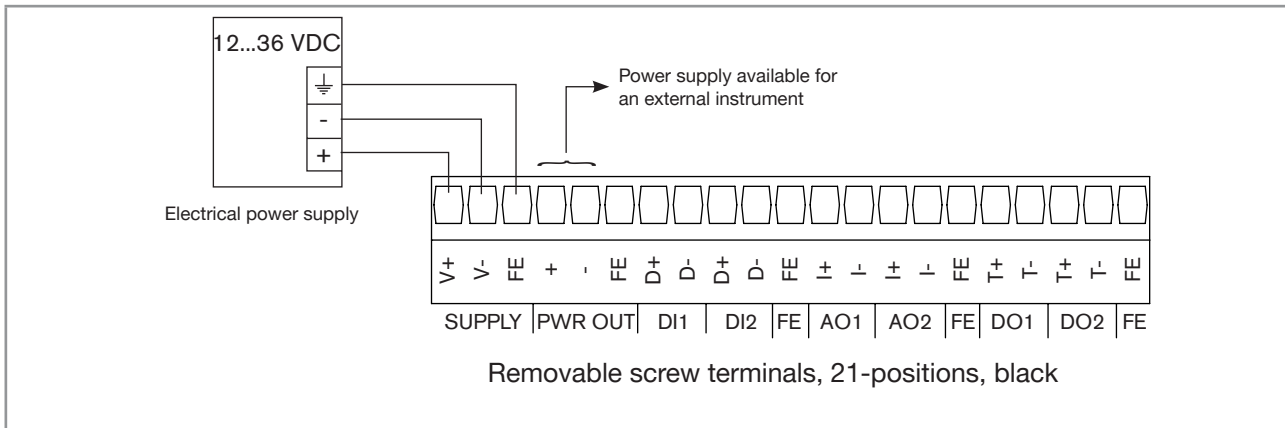 12...36 VDC
-
+
Electrical power supply
Power supply available for
an external instrument
V+ V- FE + - FE D+ D- D+ D- FE I+ I- I+ I- FE T+ T- T+ T- FE
SUPPLY PWR OUT DI1 DI2 FE AO1 AO2 FE DO1 DO2 FE
Removable screw terminals, 21-positions, black